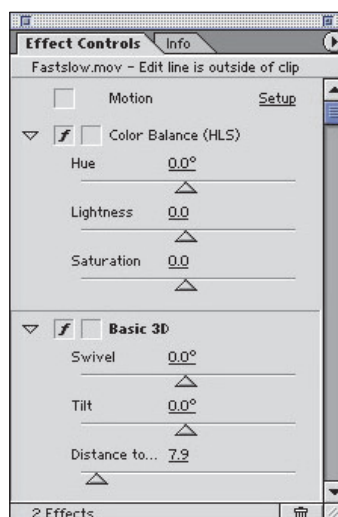 Effect Controls Info
Fastslow.mov – Edit line is outside of clip
Motion Setup
f Color Balance (HLS)
Hue 0.0°
Lightness 0.0
Saturation 0.0
f Basic 3D
Swivel 0.0°
Tilt 0.0°
Distance to... 7.9
2 Effects